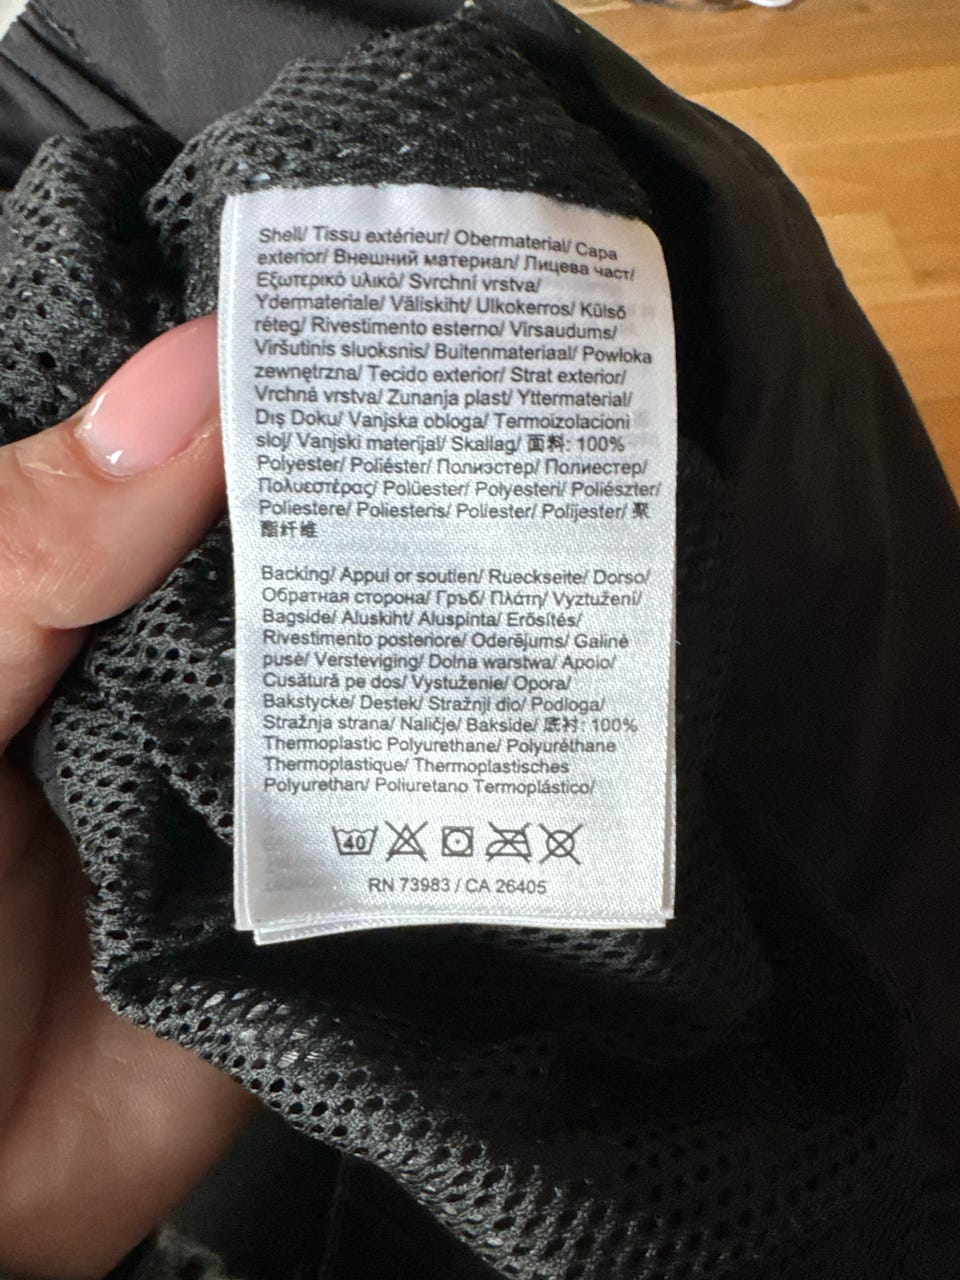 Shell/ Tissu extérieur/ Obermaterial/ Capa
exterior/ Внешний материал/ Лицева част/
Εξωτερικό υλικό/ Svrchní vrstva/
Ydermateriale/ Väliskiht/ Ulkokerros/ Külső
réteg/ Rivestimento esterno/ Virsaudums/
Viršutinis sluoksnis/ Buitenmateriaal/ Powłoka
zewnętrzna/ Tecido exterior/ Strat exterior/
Vrchná vrstva/ Zunanja plast/ Yttermaterial/
Dış Doku/ Vanjska obloga/ Termoizolacioni
sloj/ Vanjski materijal/ Skallag/ 面料: 100%
Polyester/ Poliéster/ Полиэстер/ Полиестер/
Πολυεστέρας/ Polüester/ Polyesteri/ Poliészter/
Poliestere/ Poliesteris/ Poliester/ Polijester/ 聚
酯纤维
Backing/ Appui or soutien/ Rueckseite/ Dorso/
Обратная сторона/ Гръб/ Πλάτη/ Vyztužení/
Bagside/ Aluskiht/ Aluspinta/ Erősítés/
Rivestimento posteriore/ Oderējums/ Galinė
pusė/ Versteviging/ Dolna warstwa/ Apoio/
Cusătură pe dos/ Vystuženie/ Opora/
Bakstycke/ Destek/ Stražnji dio/ Podloga/
Stražnja strana/ Naličje/ Bakside/ 底衬: 100%
Thermoplastic Polyurethane/ Polyuréthane
Thermoplastique/ Thermoplastisches
Polyurethan/ Poliuretano Termoplástico/
40
RN 73983 / CA 26405